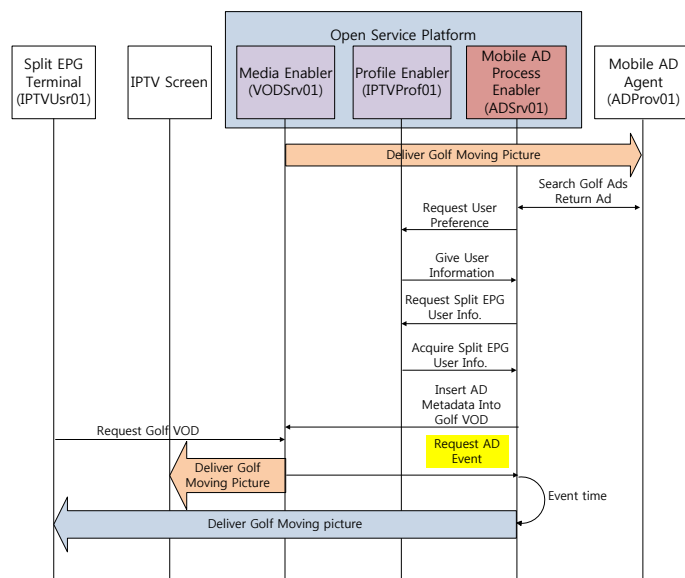 Open Service Platform
Split EPG
Terminal
(IPTVUsr01)
IPTV Screen
Media Enabler
(VODSrv01)
Profile Enabler
(IPTVProf01)
Mobile AD
Process
Enabler
(ADSrv01)
Mobile AD
Agent
(ADProv01)
Deliver Golf Moving Picture
Search Golf Ads
Return Ad
Request User
Preference
Give User
Information
Request Split EPG
User Info.
Acquire Split EPG
User Info.
Insert AD
Metadata Into
Golf VOD
Request Golf VOD
Request AD
Event
Deliver Golf
Moving Picture
Event time
Deliver Golf Moving picture